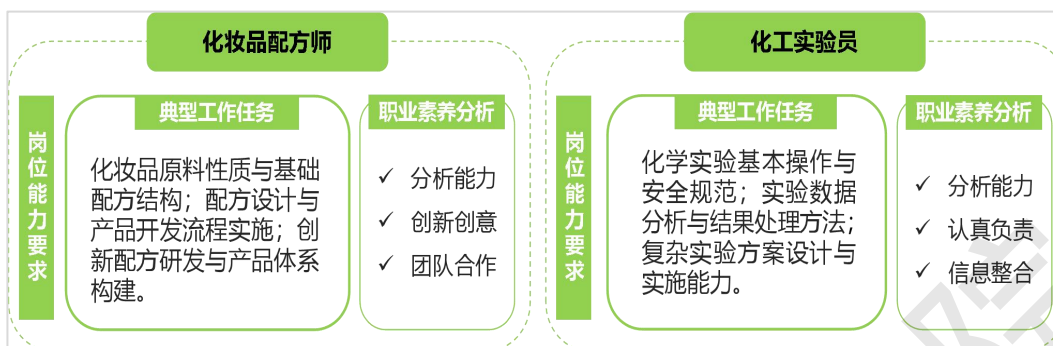 化妆品配方师
岗位能力要求
典型工作任务
化妆品原料性质与基础
配方结构；配方设计与
产品开发流程实施；创
新配方研发与产品体系
构建。
职业素养分析
✓ 分析能力
✓ 创新创意
✓ 团队合作
化工实验员
岗位能力要求
典型工作任务
化学实验基本操作与
安全规范；实验数据
分析与结果处理方法；
复杂实验方案设计与
实施能力。
职业素养分析
✓ 分析能力
✓ 认真负责
✓ 信息整合